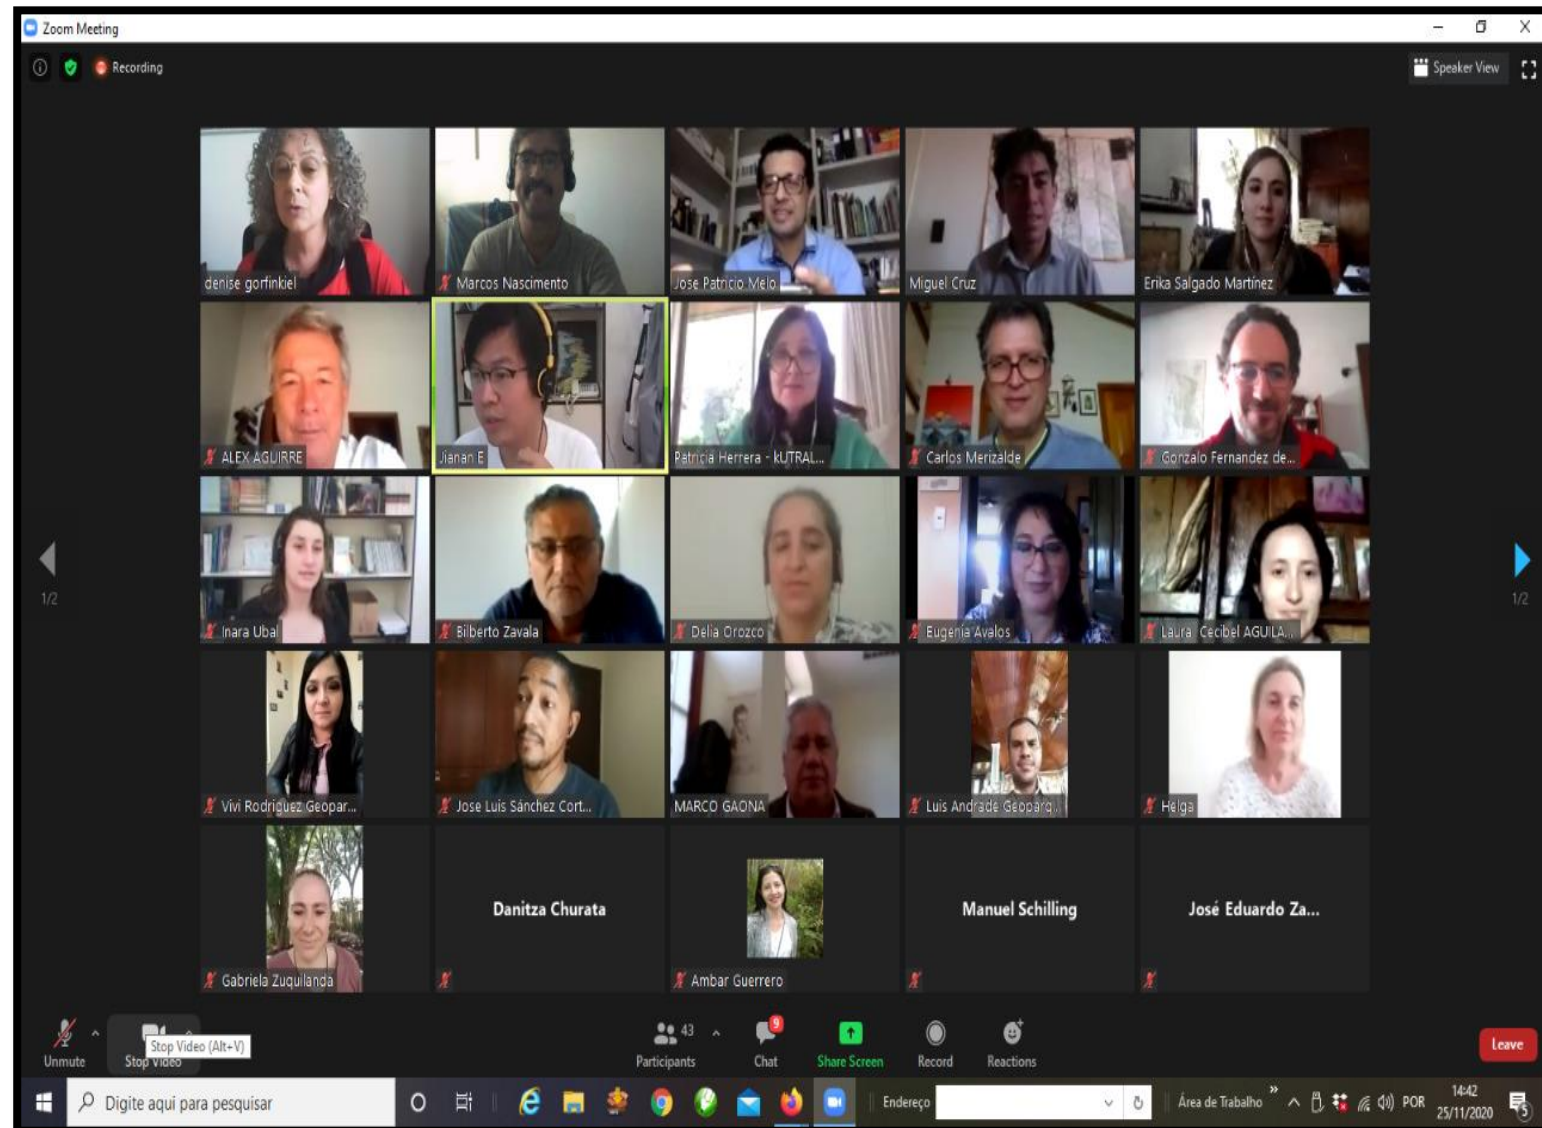 Zoom Meeting
Recording
Speaker View
denise gorfinkiel
Marcos Nascimento
Jose Patricio Melo
Miguel Cruz
Erika Salgado Martínez
ALEX AGUIRRE
Jianan E
Patricia Herrera - kUTRAL...
Carlos Merizalde
Gonzalo Fernandez de...
Inara Ubal
Bilberto Zavala
Delia Orozco
Eugenia Avalos
Laura Cecibel AGUILA...
1/2
1/2
Vivi Rodriguez Geopar...
Jose Luis Sánchez Cort...
MARCO GAONA
Luis Andrade Geoparq...
Helga
Danitza Churata
Manuel Schilling
José Eduardo Za...
Gabriela Zuquilanda
Ambar Guerrero
43
9
Stop Video (Alt+V)
Unmute
Stop Video
Participants
Chat
Share Screen
Record
Reactions
Leave
Digite aqui para pesquisar
Endereço
Área de Trabalho
POR
14:42
25/11/2020
5